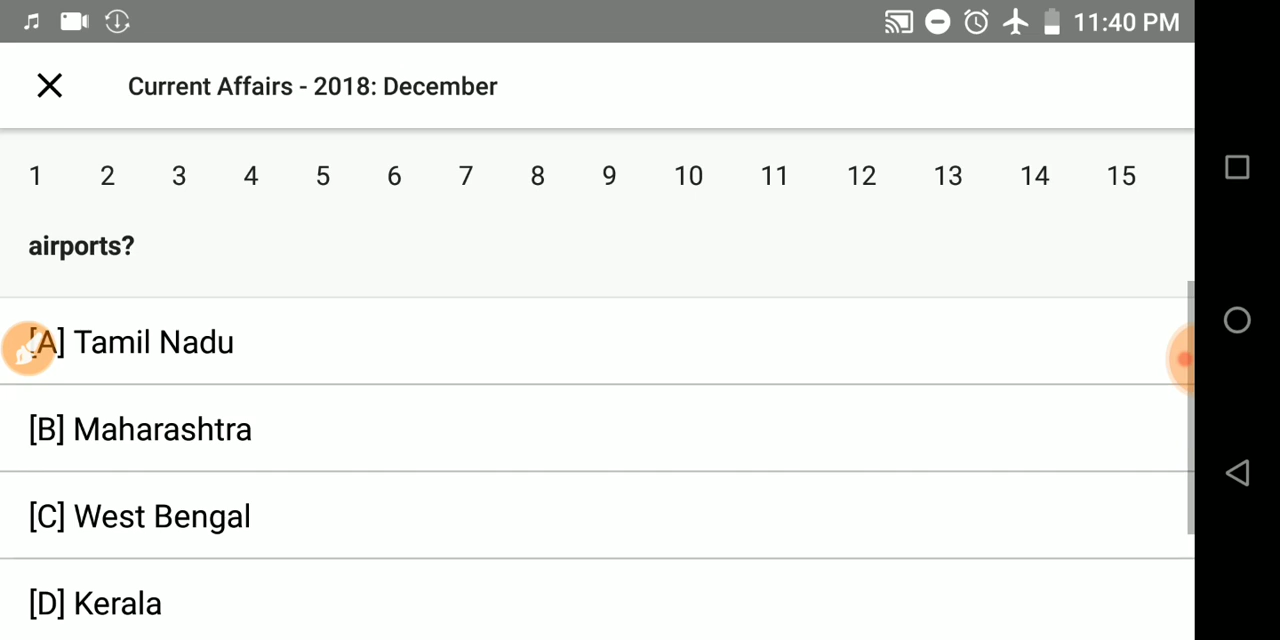 11:40 PM
Current Affairs - 2018: December
1 2 3 4 5 6 7 8 9 10 11 12 13 14 15
airports?
[A] Tamil Nadu
[B] Maharashtra
[C] West Bengal
[D] Kerala